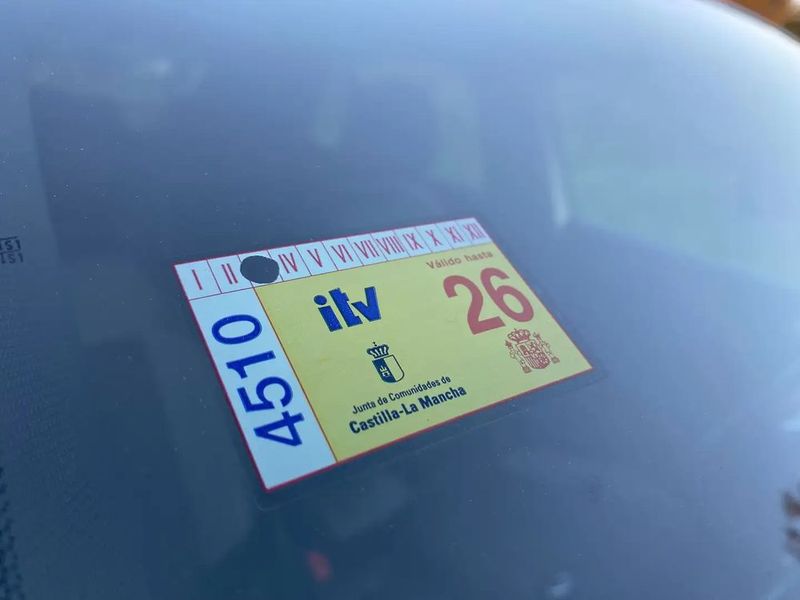 I II IV V VI VII VIII IX X XI XII
Válido hasta
26
itv
4510
Junta de Comunidades de
Castilla-La Mancha